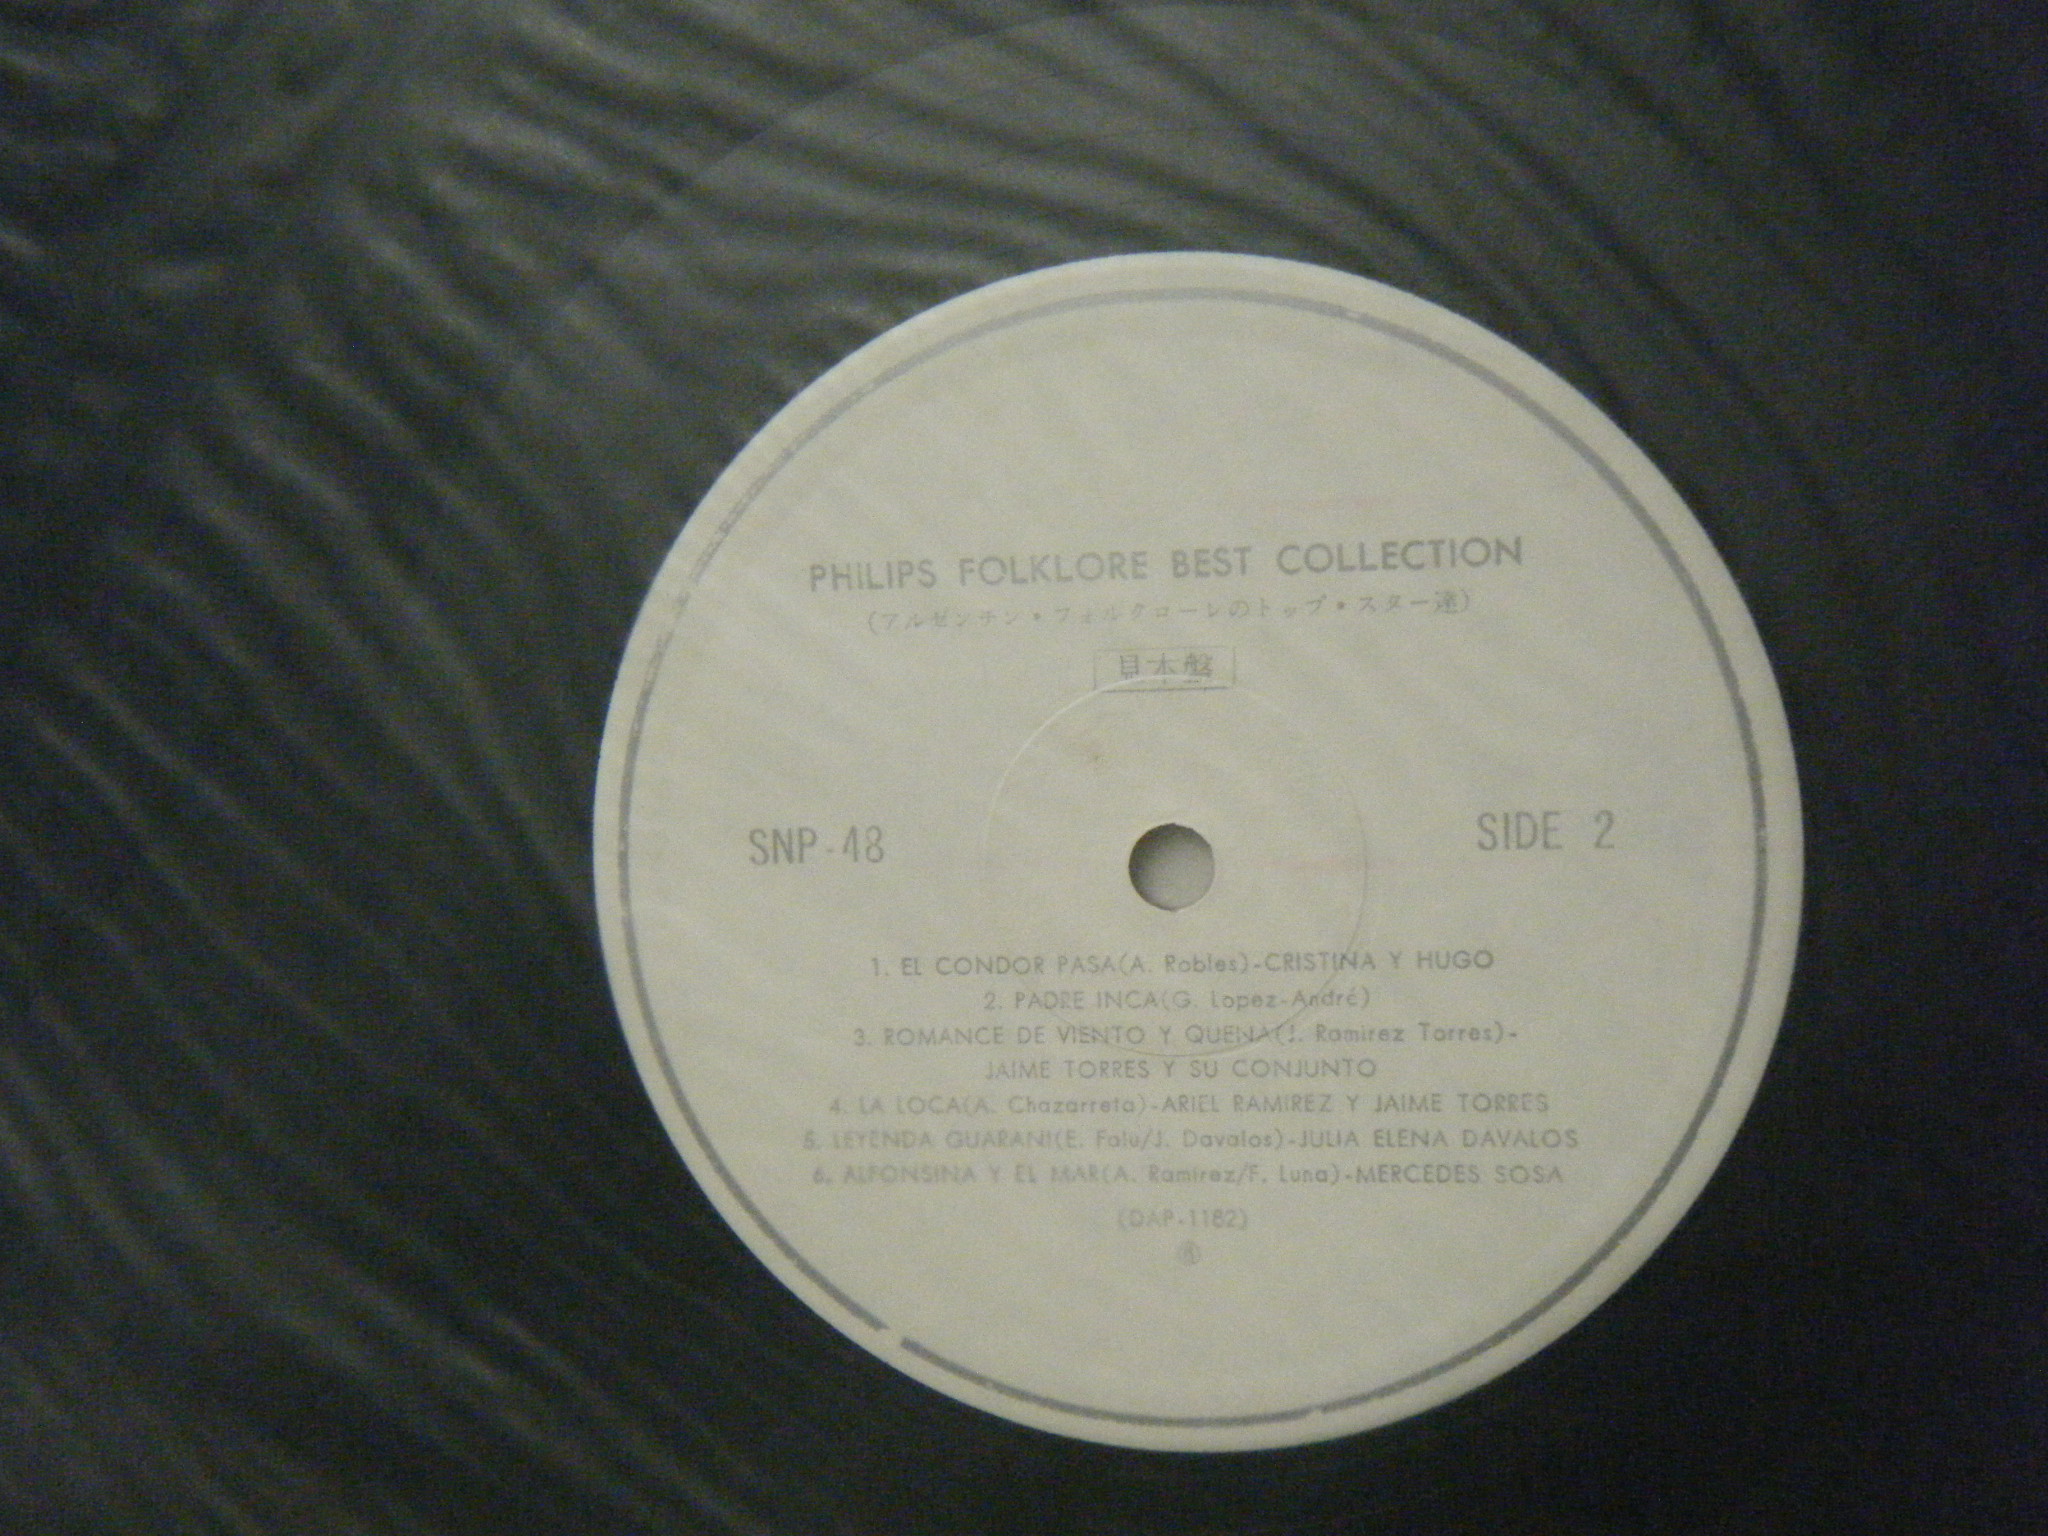 PHILIPS FOLKLORE BEST COLLECTION
(アルゼンチン・フォルクローレのトップ・スター達)
見本盤
SNP-48
SIDE 2
1. EL CONDOR PASA(A. Robles)-CRISTINA Y HUGO
2. PADRE INCA(G. Lopez-André)
3. ROMANCE DE VIENTO Y QUENA(J. Ramirez Torres)-
JAIME TORRES Y SU CONJUNTO
4. LA LOCA(A. Chazarreta)-ARIEL RAMIREZ Y JAIME TORRES
5. LEYENDA GUARANI(E. Falu/J. Davalos)-JULIA ELENA DAVALOS
6. ALFONSINA Y EL MAR(A. Ramirez/F. Luna)-MERCEDES SOSA
(DAP-1182)